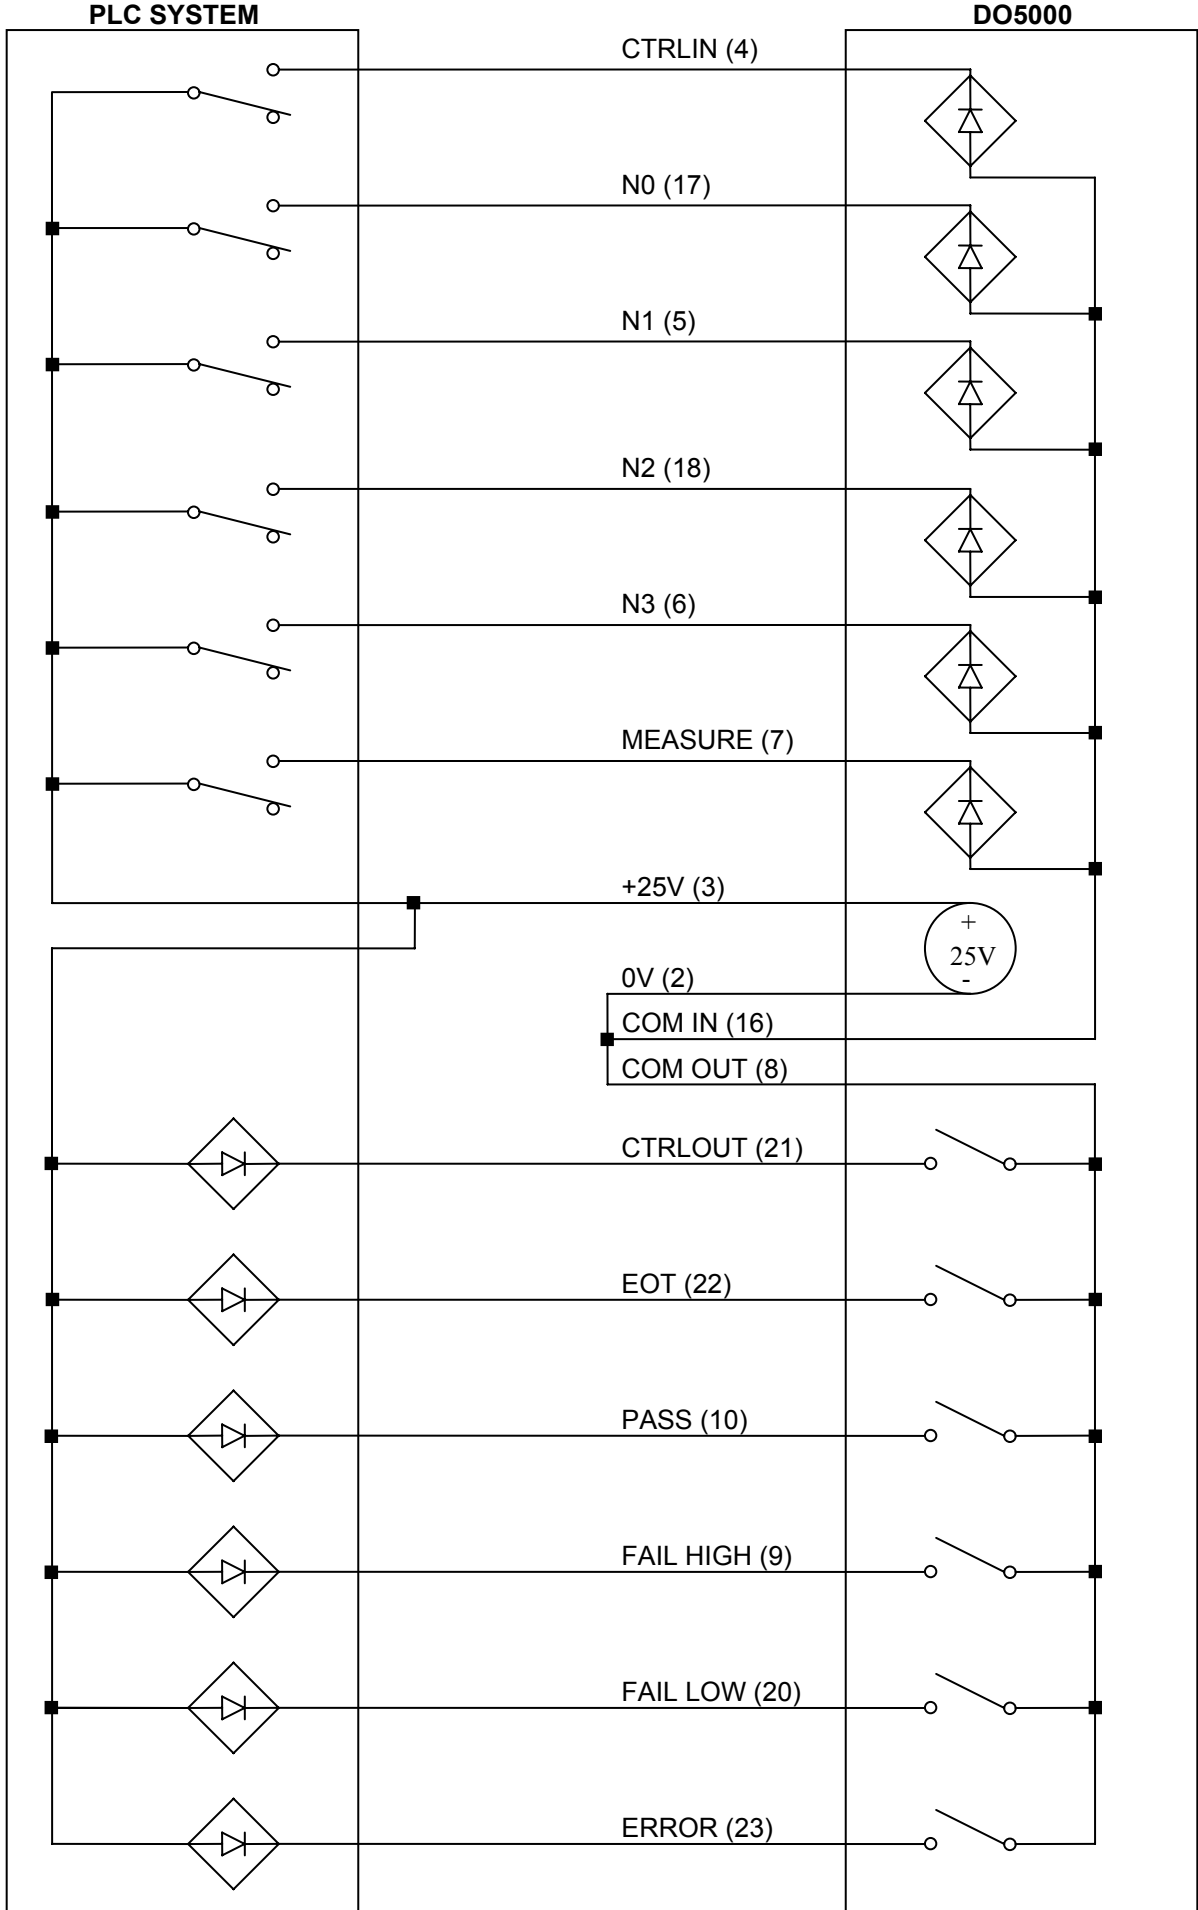 PLC SYSTEM
DO5000
CTRLIN (4)
N0 (17)
N1 (5)
N2 (18)
N3 (6)
MEASURE (7)
+25V (3)
+
25V
-
0V (2)
COM IN (16)
COM OUT (8)
CTRLOUT (21)
EOT (22)
PASS (10)
FAIL HIGH (9)
FAIL LOW (20)
ERROR (23)